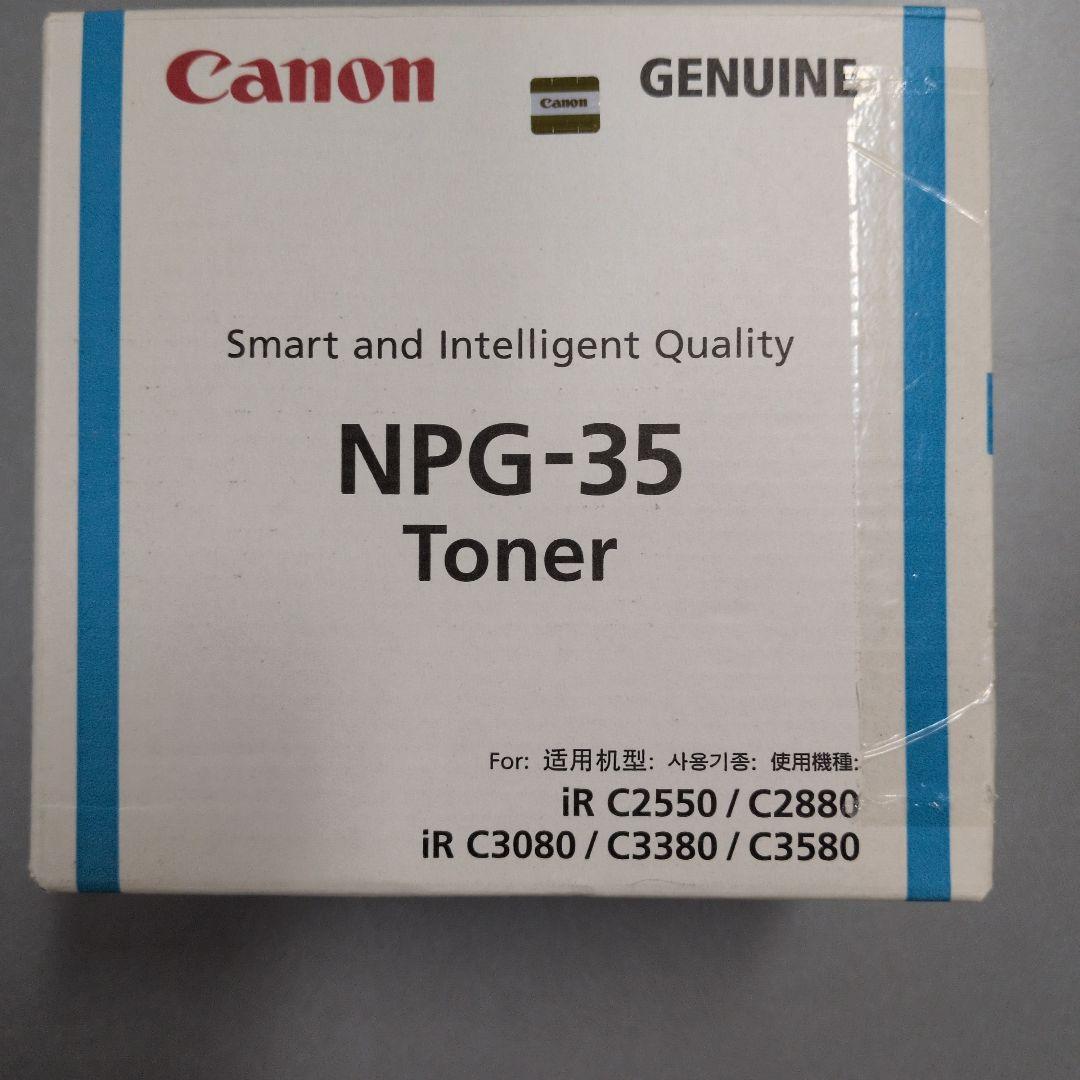 Canon
Canon
GENUINE
Smart and Intelligent Quality
NPG-35
Toner
For: 适用机型: 사용기종: 使用機種:
iR C2550 / C2880
iR C3080 / C3380 / C3580